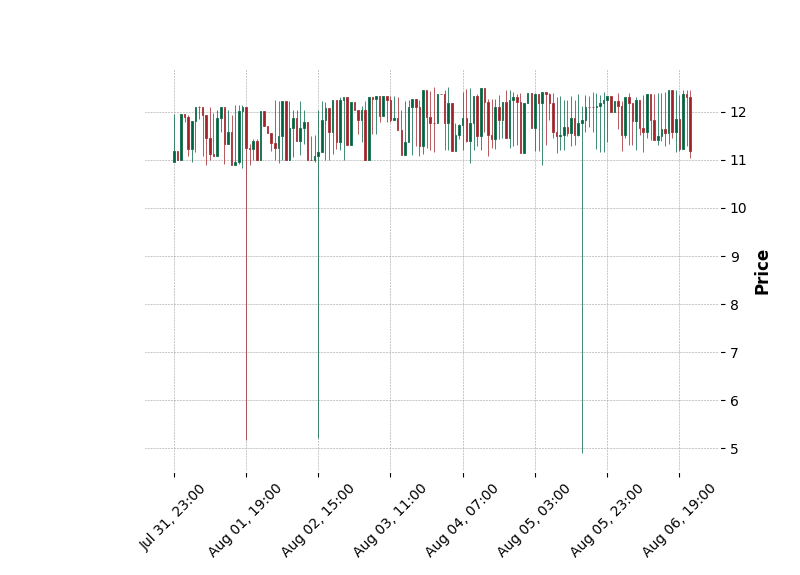 12
11
10
9
8
7
6
5
Price
Jul 31, 23:00
Aug 01, 19:00
Aug 02, 15:00
Aug 03, 11:00
Aug 04, 07:00
Aug 05, 03:00
Aug 05, 23:00
Aug 06, 19:00